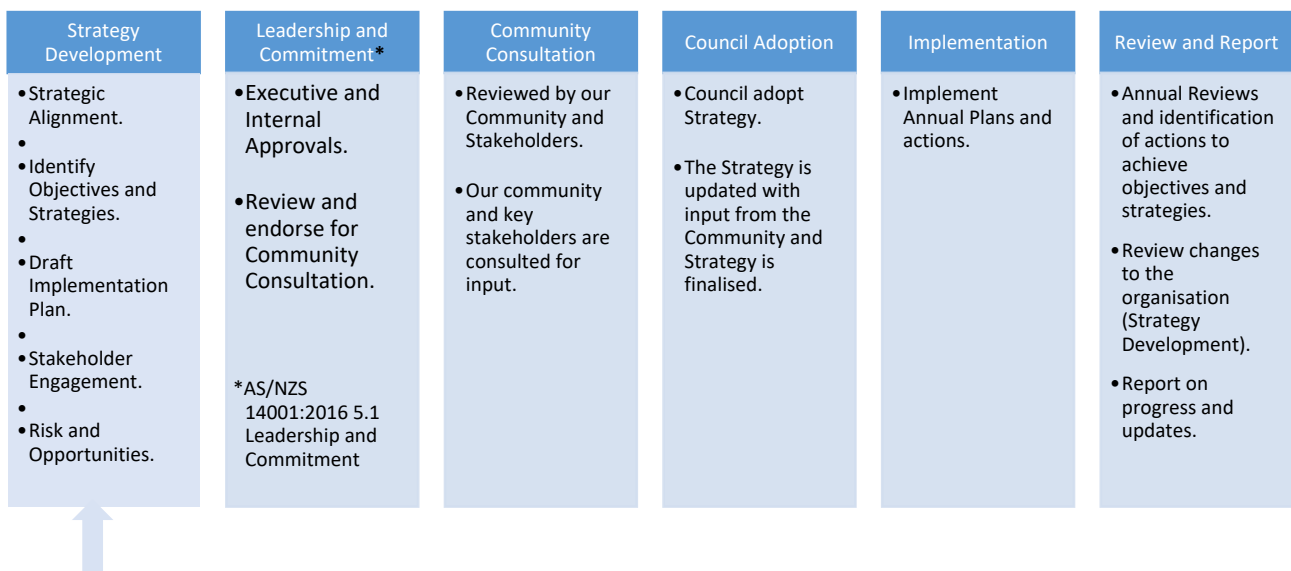 Strategy
Development
•Strategic
Alignment.
•
•Identify
Objectives and
Strategies.
•
•Draft
Implementation
Plan.
•
•Stakeholder
Engagement.
•
•Risk and
Opportunities.
Leadership and
Commitment*
•Executive and
Internal
Approvals.
•Review and
endorse for
Community
Consultation.
*AS/NZS
14001:2016 5.1
Leadership and
Commitment
Community
Consultation
•Reviewed by our
Community and
Stakeholders.
•Our community
and key
stakeholders are
consulted for
input.
Council Adoption
•Council adopt
Strategy.
•The Strategy is
updated with
input from the
Community and
Strategy is
finalised.
Implementation
•Implement
Annual Plans and
actions.
Review and Report
•Annual Reviews
and identification
of actions to
achieve
objectives and
strategies.
•Review changes
to the
organisation
(Strategy
Development).
•Report on
progress and
updates.